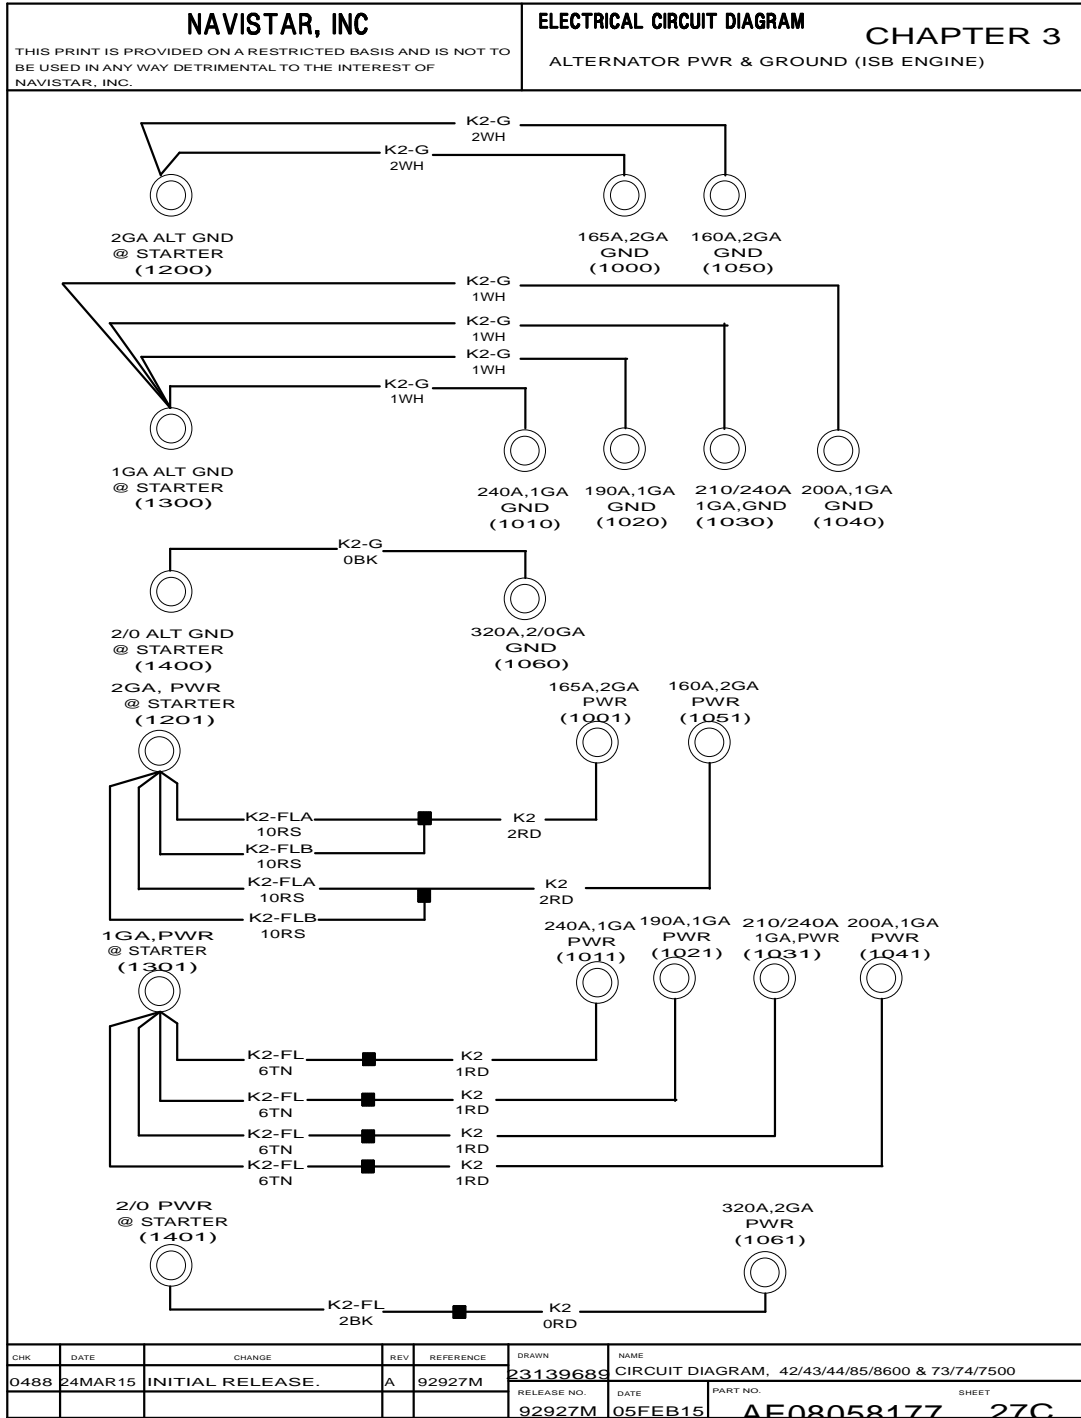 NAVISTAR, INC
THIS PRINT IS PROVIDED ON A RESTRICTED BASIS AND IS NOT TO
BE USED IN ANY WAY DETRIMENTAL TO THE INTEREST OF
NAVISTAR, INC.
ELECTRICAL CIRCUIT DIAGRAM
CHAPTER 3
ALTERNATOR PWR & GROUND (ISB ENGINE)
K2-G
2WH
K2-G
2WH
2GA ALT GND
@ STARTER
(1200)
165A,2GA
GND
(1000)
160A,2GA
GND
(1050)
K2-G
1WH
K2-G
1WH
K2-G
1WH
K2-G
1WH
1GA ALT GND
@ STARTER
(1300)
240A,1GA
GND
(1010)
190A,1GA
GND
(1020)
210/240A
1GA,GND
(1030)
200A,1GA
GND
(1040)
K2-G
0BK
2/0 ALT GND
@ STARTER
(1400)
320A,2/0GA
GND
(1060)
2GA, PWR
@ STARTER
(1201)
165A,2GA
PWR
(1001)
160A,2GA
PWR
(1051)
K2-FLA
10RS
K2
2RD
K2-FLB
10RS
K2-FLA
10RS
K2
2RD
K2-FLB
10RS
1GA,PWR
@ STARTER
(1301)
240A,1GA
PWR
(1011)
190A,1GA
PWR
(1021)
210/240A
1GA,PWR
(1031)
200A,1GA
PWR
(1041)
K2-FL
6TN
K2
1RD
K2-FL
6TN
K2
1RD
K2-FL
6TN
K2
1RD
K2-FL
6TN
K2
1RD
2/0 PWR
@ STARTER
(1401)
320A,2GA
PWR
(1061)
K2-FL
2BK
K2
0RD
CHK DATE CHANGE REV REFERENCE
0488 24MAR15 INITIAL RELEASE. A 92927M
DRAWN
23139689
NAME
CIRCUIT DIAGRAM, 42/43/44/85/8600 & 73/74/7500
RELEASE NO.
92927M
DATE
05FEB15
PART NO.
AE08058177
SHEET
27C